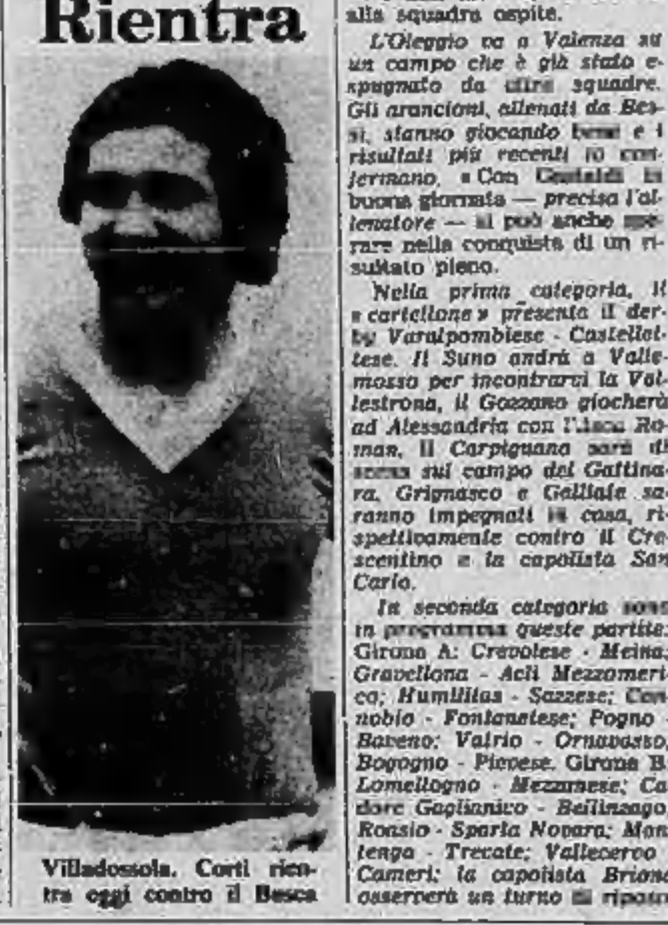 Rientra
Villadossola. Corti rien-
tra oggi contro il Besca
alla squadra ospite.
L'Oleggio va a Valenza su
un campo che è già stato e-
spugnato da altre squadre.
Gli arancioni, allenati da Bes-
si, stanno giocando bene e i
risultati più recenti lo con-
fermano. « Con in
buona giornata — precisa l'al-
lenatore — si può anche spe-
rare nella conquista di un ri-
sultato pieno.
Nella prima categoria, il
« cartellone » presenta il der-
by Varalpombiese - Castellet-
tese. Il Suno andrà a Valle-
mosso per incontrarvi la Val-
lestrona, il Gozzano giocherà
ad Alessandria con l'Asca Ro-
man, Il Carpignano sarà di
scena sul campo del Gattina-
ra. Grignasco e Galliate sa-
ranno impegnati in casa, ri-
spettivamente contro il Cre-
scentino e la capolista San
Carlo.
In seconda categoria sono
in programma queste partite:
Girone A: Crevolese - Meina;
Gravellona - Acli Mezzomeri-
co; Humilitas - Sazzese; Can-
nobio - Fontanetese; Pogno -
Baveno; Valrio - Ornavasso;
Bogogno - Pievese. Girone B:
Lomellogno - Mezzanese; Ca-
dore Gaglianico - Bellinzago;
Ronsio - Sparta Novara; Mon-
tengo - Trecate; Vallecervo -
Cameri; la capolista Briona
osserverà un turno di riposo